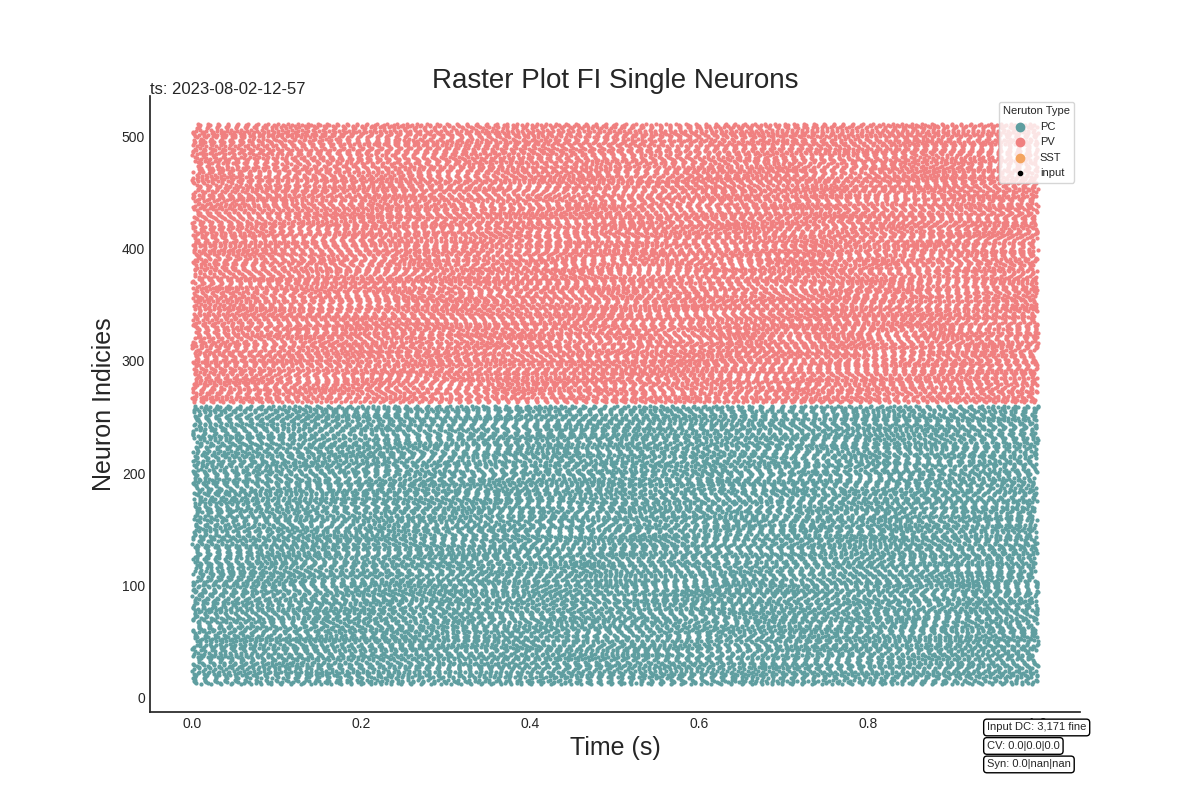 Raster Plot FI Single Neurons
ts: 2023-08-02-12-57
Neruton Type
PC
PV
SST
input
500
400
300
200
100
0
Neuron Indicies
0.0 0.2 0.4 0.6 0.8
Time (s)
Input DC: 3,171 fine
CV: 0.0|0.0|0.0
Syn: 0.0|nan|nan